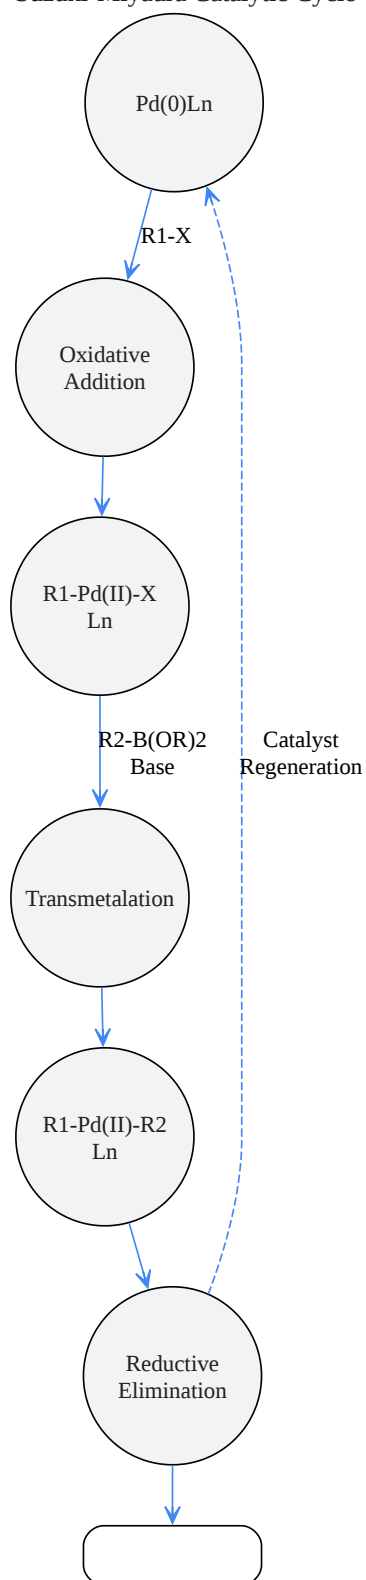 Pd(0)Ln
R1-X
Oxidative
Addition
R1-Pd(II)-X
Ln
R2-B(OR)2
Base
Catalyst
Regeneration
Transmetalation
R1-Pd(II)-R2
Ln
Reductive
Elimination